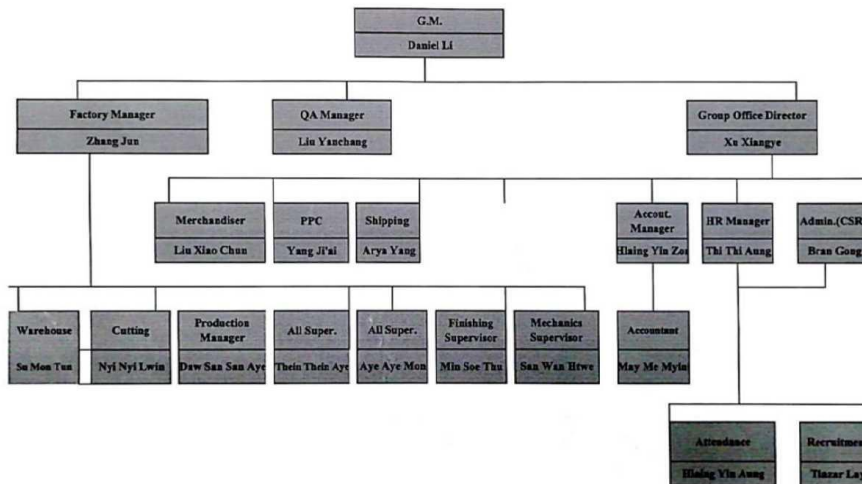 G.M.
Daniel Li
Factory Manager
Zhang Jun
QA Manager
Liu Yanchang
Group Office Director
Xu Xiangye
Merchandiser
Liu Xiao Chun
PPC
Yang Ji'ai
Shipping
Arya Yang
Accout.
Manager
Hlaing Yin Zo
HR Manager
Thi Thi Aung
Admin.(CSR
Bran Gong
Warehouse
Su Mon Tun
Cutting
Nyi Nyi Lwin
Production
Manager
Daw San San Aye
All Super.
Thein Thein Aye
All Super.
Aye Aye Mon
Finishing
Supervisor
Min Soe Thu
Mechanics
Supervisor
San Wan Htwe
Accountant
May Me Myin
Attendance
Hlaing Yin Aung
Recruitme
Tlazar Lay